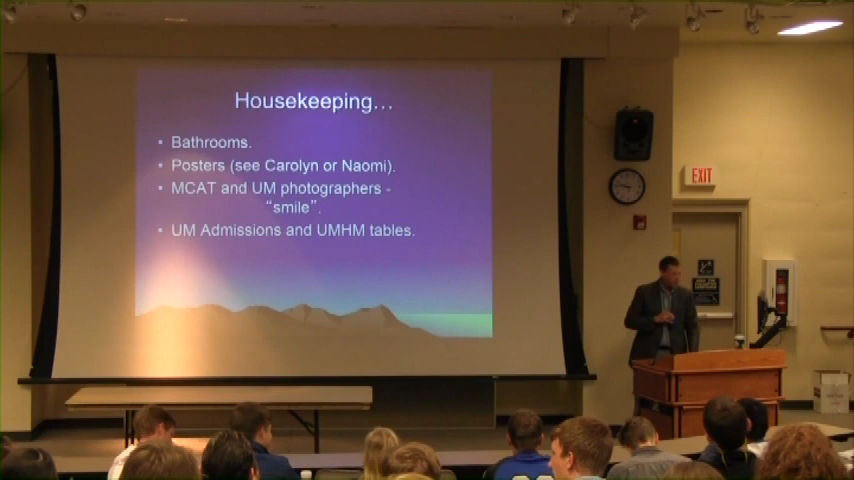 Housekeeping…
▪ Bathrooms.
▪ Posters (see Carolyn or Naomi).
▪ MCAT and UM photographers -
“smile”.
▪ UM Admissions and UMHM tables.
EXIT